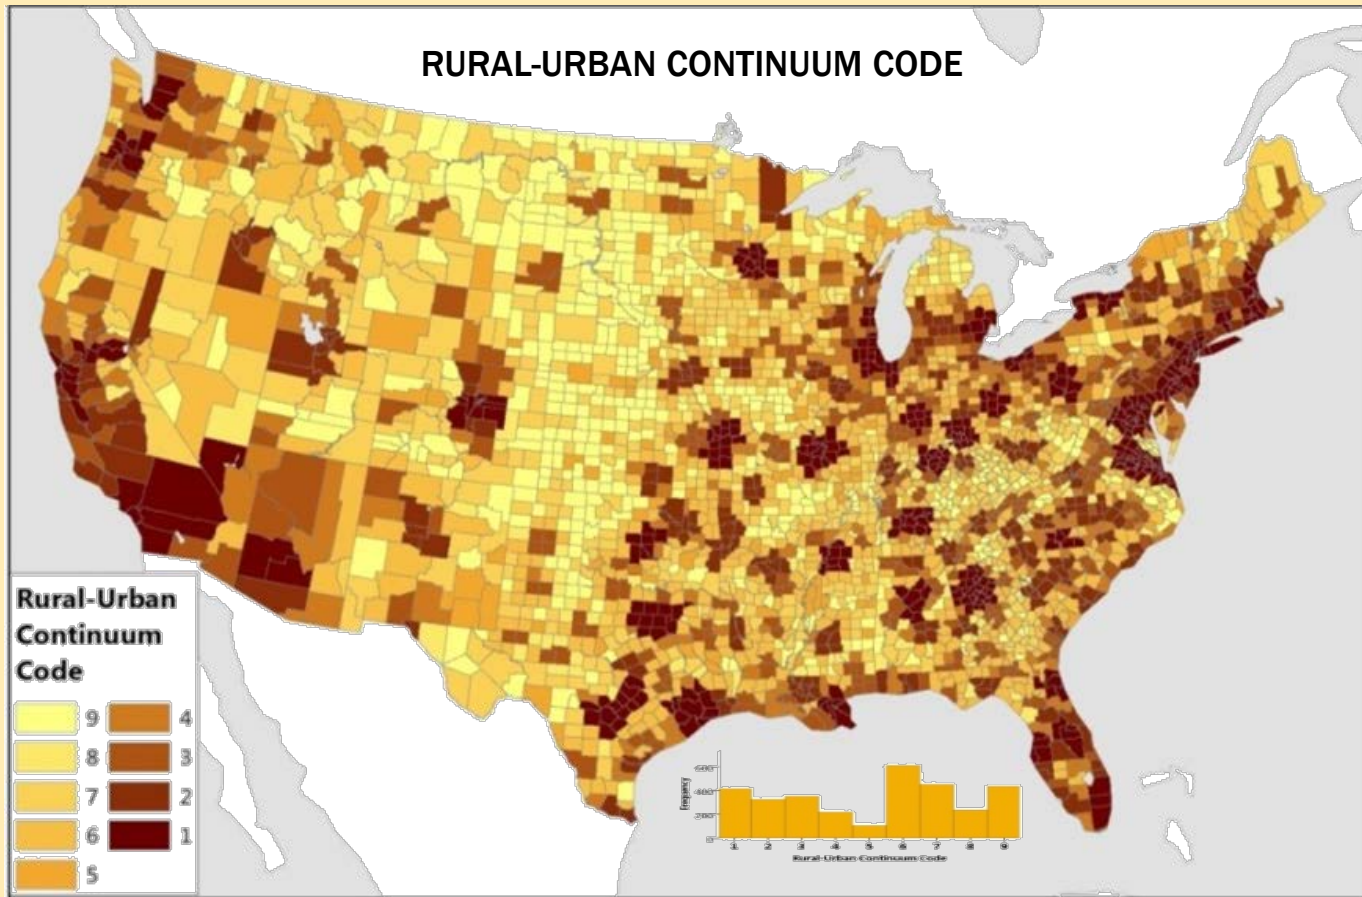 RURAL-URBAN CONTINUUM CODE
Rural-Urban
Continuum
Code
9 4
8 3
7 2
6 1
5
Frequency
600
400
200
0
1 2 3 4 5 6 7 8 9
Rural-Urban Continuum Code